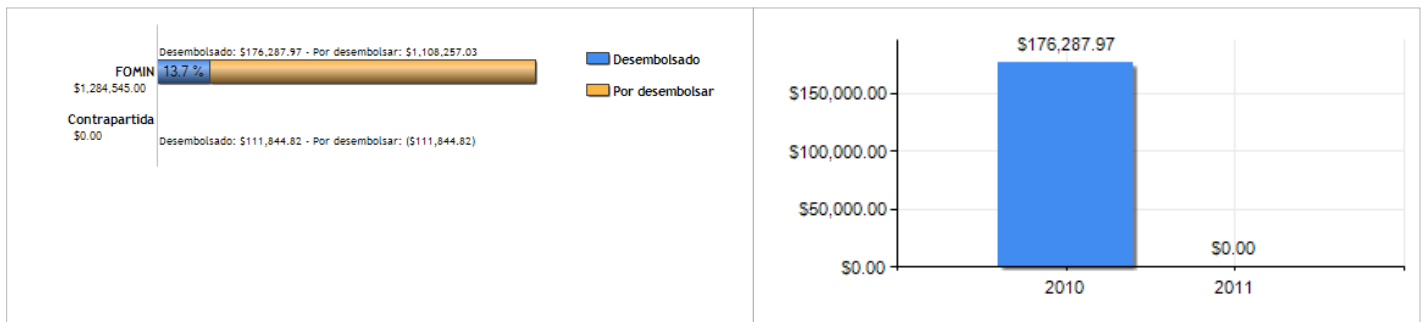 Desembolsado: $176,287.97 - Por desembolsar: $1,108,257.03
FOMIN
13.7 %
$1,284,545.00
Contrapartida
$0.00
Desembolsado: $111,844.82 - Por desembolsar: ($111,844.82)
Desembolsado
Por desembolsar
$176,287.97
$150,000.00
$100,000.00
$50,000.00
$0.00
$0.00
2010
2011